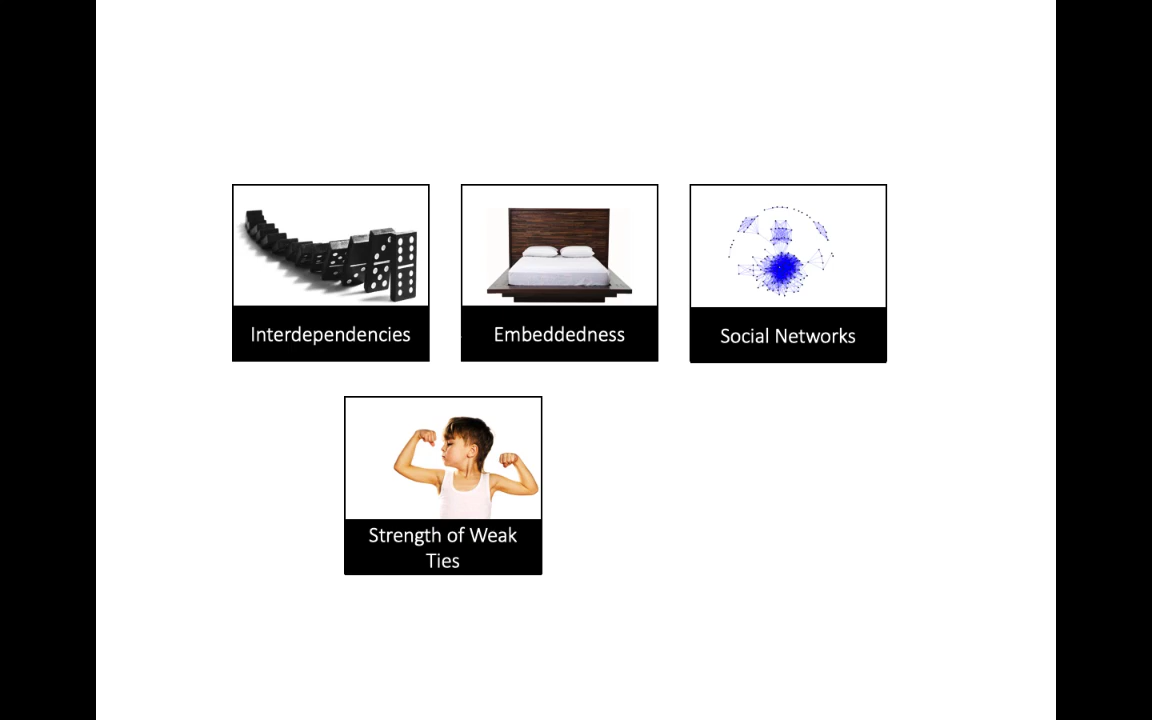 Interdependencies
Embeddedness
Social Networks
Strength of Weak
Ties